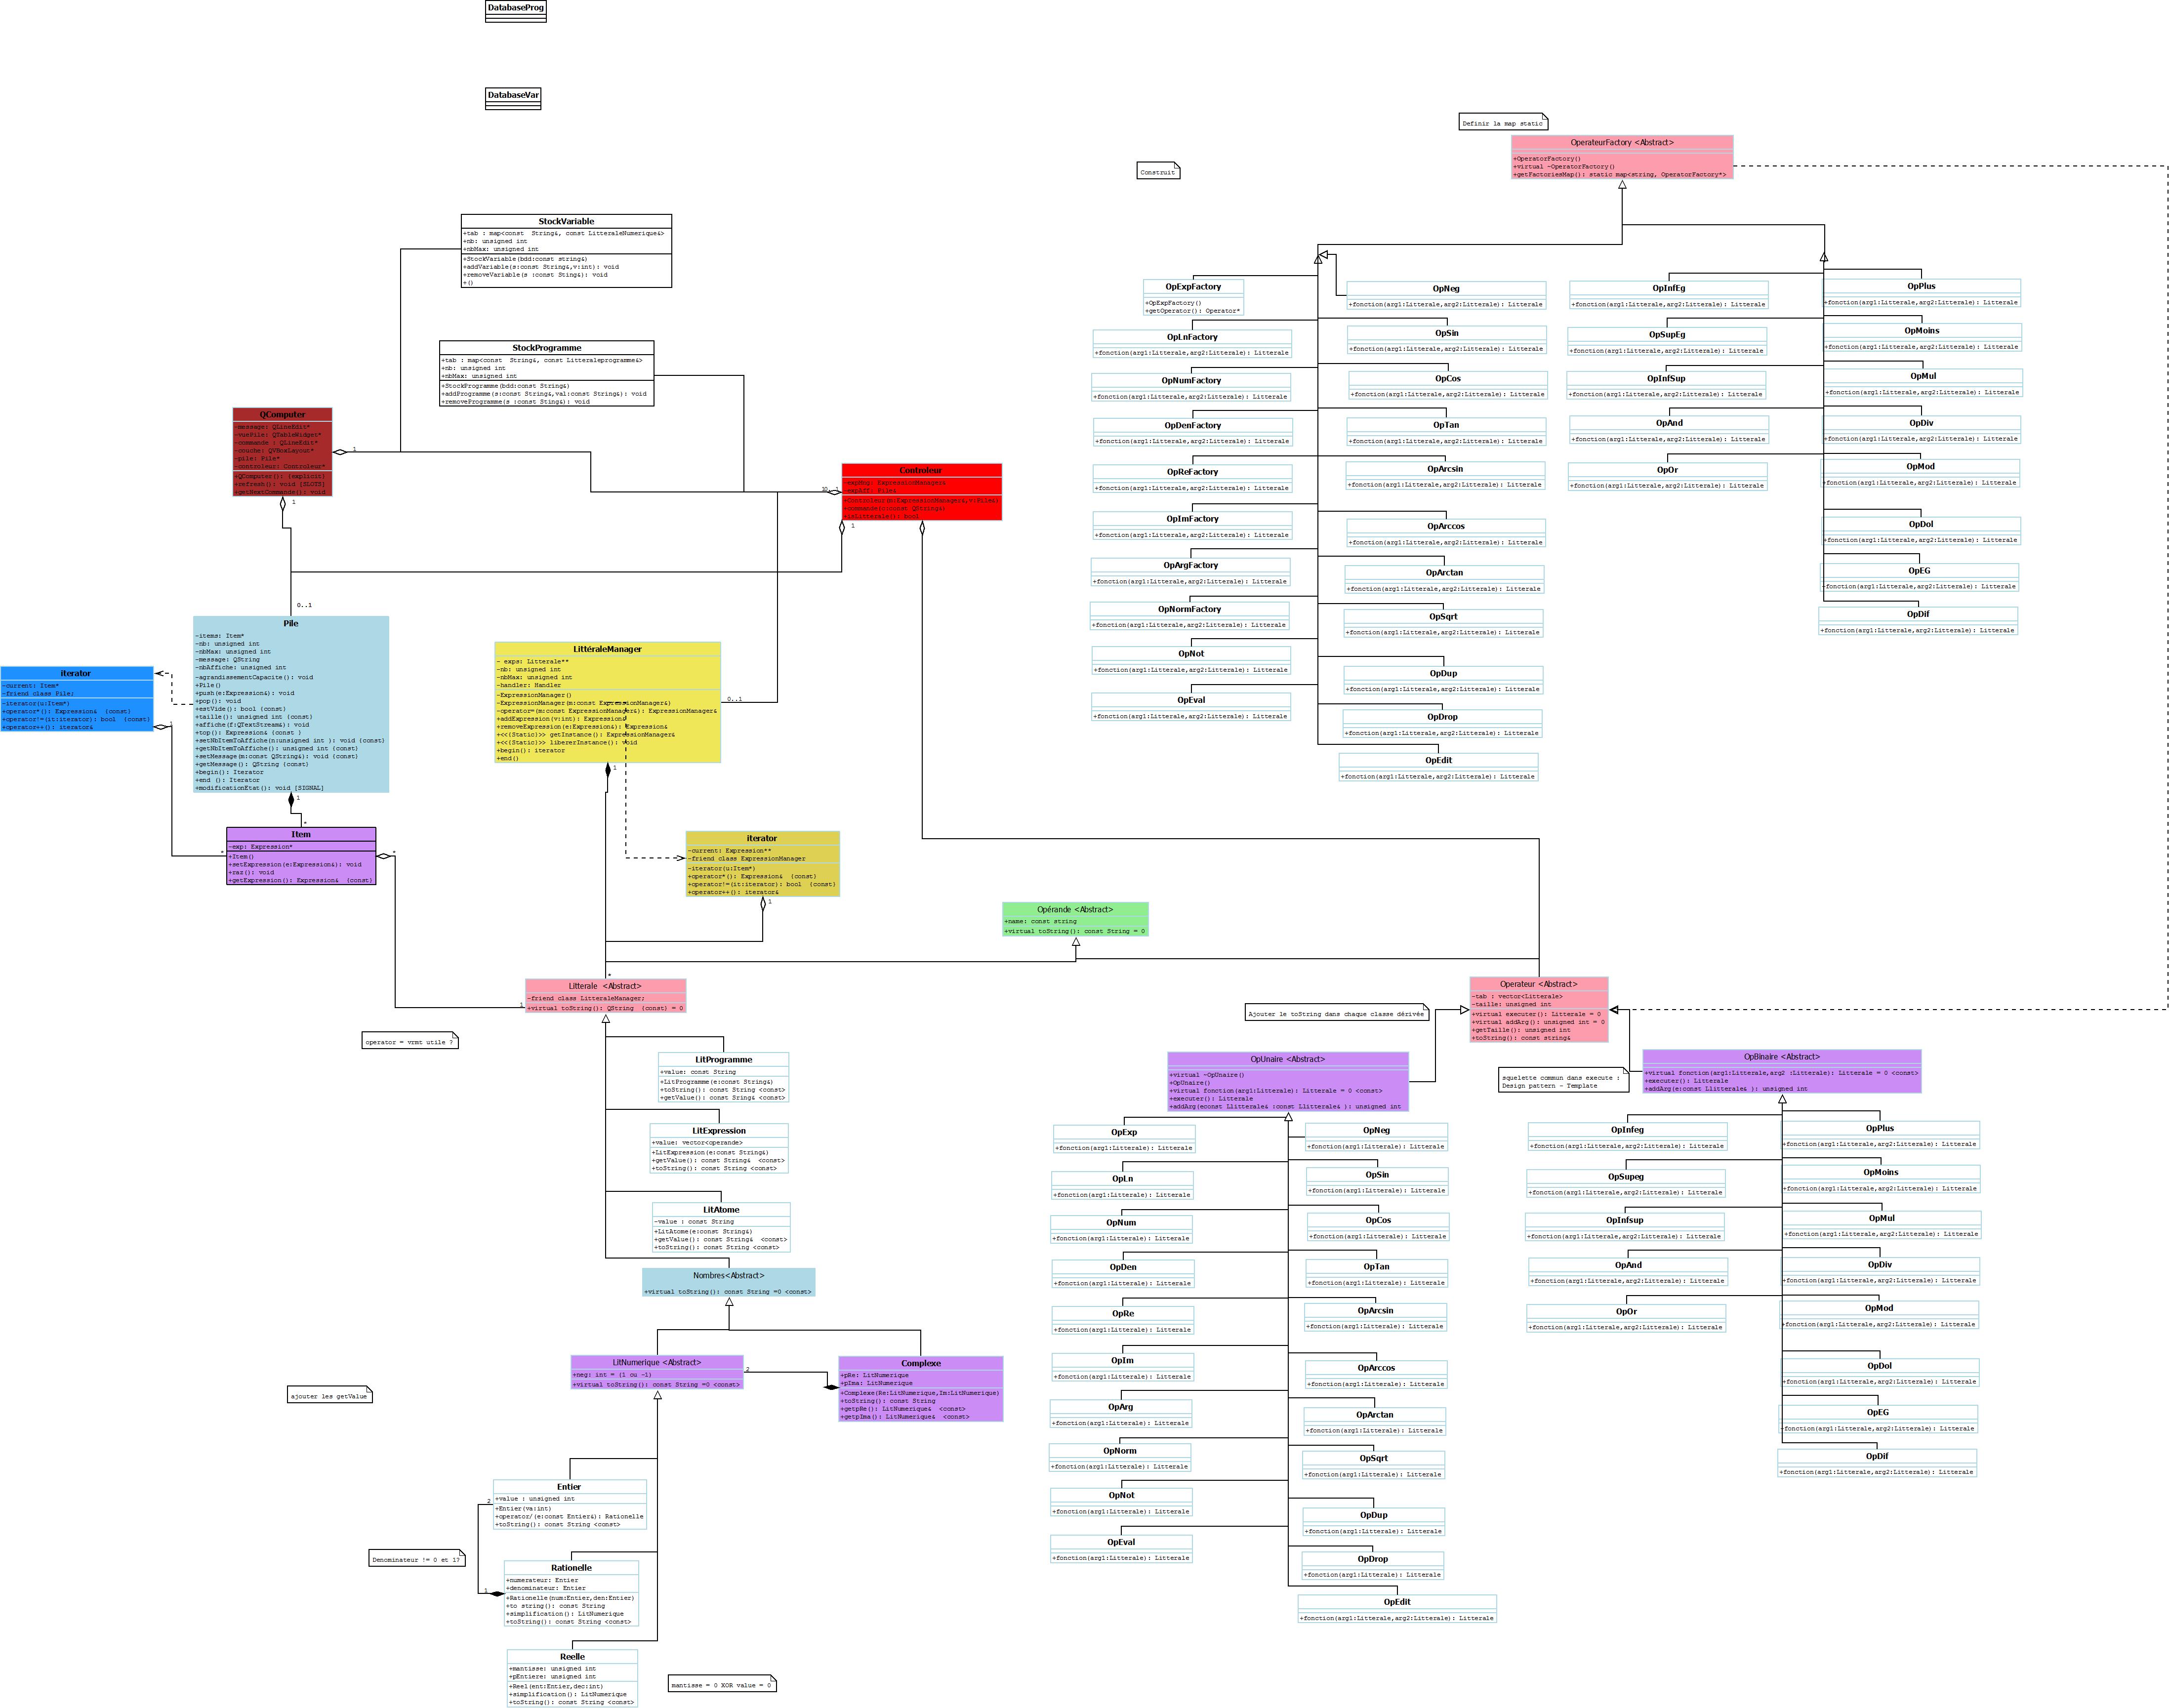 DatabaseProg
DatabaseVar
Definir la map static
OperateurFactory <Abstract>
+OperatorFactory()
+virtual ~OperatorFactory()
+getFactoriesMap(): static map<string, OperatorFactory*>
Construit
StockVariable
+tab : map<const  String&, const LitteraleNumerique&>
+nb: unsigned int
+nbMax: unsigned int
+StockVariable(bdd:const string&)
+addVariable(s:const String&,v:int): void
+removeVariable(s :const Sting&): void
+()
StockProgramme
+tab : map<const  String&, const Litteraleprogramme&>
+nb: unsigned int
+nbMax: unsigned int
+StockProgramme(bdd:const String&)
+addProgramme(s:const String&,val:const String&): void
+removeProgramme(s :const Sting&): void
QComputer
-message: QLineEdit*
-vuePile: QTableWidget*
-commande : QLineEdit*
-couche: QVBoxLayout*
-pile: Pile*
-controleur: Controleur*
+QComputer(): {explicit}
+refresh(): void [SLOTS]
+getNextCommande(): void
1
1
Controleur
-expMng: ExpressionManager&
-expAff: Pile&
+Controleur(m:ExpressionManager&,v:Pile&)
+commande(c:const QString&)
+isLitterale(): bool
1
0..1
Pile
-items: Item*
-nb: unsigned int
-nbMax: unsigned int
-message: QString
-nbAffiche: unsigned int
-agrandissementCapacite(): void
+Pile()
+push(e:Expression&): void
+pop(): void
+estVide(): bool (const)
+taille(): unsigned int (const)
+affiche(f:QTextStream&): void
+top(): Expression& (const )
+setNbItemToAffiche(n:unsigned int ): void (const)
+getNbItemToAffiche(): unsigned int (const)
+setMessage(m:const QString&): void (const)
+getMessage(): QString (const)
+begin(): Iterator
+end (): Iterator
+modificationEtat(): void [SIGNAL]
iterator
-current: Item*
-friend class Pile;
-iterator(u:Item*)
+operator*(): Expression&  (const)
+operator!=(it:iterator): bool  (const)
+operator++(): iterator&
1
1
*
*
Item
-exp: Expression*
+Item()
+setExpression(e:Expression&): void
+raz(): void
+getExpression(): Expression&  (const)
*
1
LittéraleManager
- exps: Litterale**
-nb: unsigned int
-nbMax: unsigned int
-handler: Handler
-ExpressionManager()
-ExpressionManager(m:const ExpressionManager&)
-operator=(m:const ExpressionManager&): ExpressionManager&
+addExpression(v:int): Expression&
+removeExpression(e:Expression&): Expression&
+<<(Static)>> getInstance(): ExpressionManager&
+<<(Static)>> libererInstance(): void
+begin(): iterator
+end()
0..1
1
iterator
-current: Expression**
-friend class ExpressionManager
-iterator(u:Item*)
+operator*(): Expression&  (const)
+operator!=(it:iterator): bool  (const)
+operator++(): iterator&
1
OpExpFactory
+OpExpFactory()
+getOperator(): Operator*
OpLnFactory
+fonction(arg1:Litterale,arg2:Litterale): Litterale
OpNumFactory
+fonction(arg1:Litterale,arg2:Litterale): Litterale
OpDenFactory
+fonction(arg1:Litterale,arg2:Litterale): Litterale
OpReFactory
+fonction(arg1:Litterale,arg2:Litterale): Litterale
OpImFactory
+fonction(arg1:Litterale,arg2:Litterale): Litterale
OpArgFactory
+fonction(arg1:Litterale,arg2:Litterale): Litterale
OpNormFactory
+fonction(arg1:Litterale,arg2:Litterale): Litterale
OpNot
+fonction(arg1:Litterale,arg2:Litterale): Litterale
OpEval
+fonction(arg1:Litterale,arg2:Litterale): Litterale
OpNeg
+fonction(arg1:Litterale,arg2:Litterale): Litterale
OpSin
+fonction(arg1:Litterale,arg2:Litterale): Litterale
OpCos
+fonction(arg1:Litterale,arg2:Litterale): Litterale
OpTan
+fonction(arg1:Litterale,arg2:Litterale): Litterale
OpArcsin
+fonction(arg1:Litterale,arg2:Litterale): Litterale
OpArccos
+fonction(arg1:Litterale,arg2:Litterale): Litterale
OpArctan
+fonction(arg1:Litterale,arg2:Litterale): Litterale
OpSqrt
+fonction(arg1:Litterale,arg2:Litterale): Litterale
OpDup
+fonction(arg1:Litterale,arg2:Litterale): Litterale
OpDrop
+fonction(arg1:Litterale,arg2:Litterale): Litterale
OpEdit
+fonction(arg1:Litterale,arg2:Litterale): Litterale
OpInfEg
+fonction(arg1:Litterale,arg2:Litterale): Litterale
OpSupEg
+fonction(arg1:Litterale,arg2:Litterale): Litterale
OpInfSup
+fonction(arg1:Litterale,arg2:Litterale): Litterale
OpAnd
+fonction(arg1:Litterale,arg2:Litterale): Litterale
OpOr
+fonction(arg1:Litterale,arg2:Litterale): Litterale
OpPlus
+fonction(arg1:Litterale,arg2:Litterale): Litterale
OpMoins
+fonction(arg1:Litterale,arg2:Litterale): Litterale
OpMul
+fonction(arg1:Litterale,arg2:Litterale): Litterale
OpDiv
+fonction(arg1:Litterale,arg2:Litterale): Litterale
OpMod
+fonction(arg1:Litterale,arg2:Litterale): Litterale
OpDol
+fonction(arg1:Litterale,arg2:Litterale): Litterale
OpEG
+fonction(arg1:Litterale,arg2:Litterale): Litterale
OpDif
+fonction(arg1:Litterale,arg2:Litterale): Litterale
Opérande <Abstract>
+name: const string
+virtual toString(): const String = 0
*
Litterale  <Abstract>
-friend class LitteraleManager;
+virtual toString(): QString  (const) = 0
operator = vrmt utile ?
LitProgramme
+value: const String
+LitProgramme(e:const String&)
+toString(): const String <const>
+getValue(): const Sring& <const>
LitExpression
+value: vector<operande>
+LitExpression(e:const String&)
+getValue(): const String&  <const>
+toString(): const String <const>
LitAtome
-value : const String
+LitAtome(e:const String&)
+getValue(): const String&  <const>
+toString(): const String <const>
Nombres<Abstract>
+virtual toString(): const String =0 <const>
LitNumerique <Abstract>
+neg: int = (1 ou -1)
+virtual toString(): const String =0 <const>
2
Complexe
+pRe: LitNumerique
+pIma: LitNumerique
+Complexe(Re:LitNumerique,Im:LitNumerique)
+toString(): const String
+getpRe(): LitNumerique&  <const>
+getpIma(): LitNumerique&  <const>
ajouter les getValue
Entier
+value : unsigned int
+Entier(va:int)
+operator/(e:const Entier&): Rationelle
+toString(): const String <const>
2
Denominateur != 0 et 1?
1
Rationelle
+numerateur: Entier
+denominateur: Entier
+Rationelle(num:Entier,den:Entier)
+to string(): const String
+simplification(): LitNumerique
+toString(): const String <const>
Reelle
+mantisse: unsigned int
+pEntiere: unsigned int
+Reel(ent:Entier,dec:int)
+simplification(): LitNumerique
+toString(): const String <const>
mantisse = 0 XOR value = 0
Operateur <Abstract>
-tab : vector<Litterale>
-taille: unsigned int
+virtual executer(): Litterale = 0
+virtual addArg(): unsigned int = 0
+getTaille(): unsigned int
+toString(): const string&
Ajouter le toString dans chaque classe dérivée
squelette commun dans execute :
Design pattern - Template
OpUnaire <Abstract>
+virtual ~OpUnaire()
+OpUnaire()
+virtual fonction(arg1:Litterale): Litterale = 0 <const>
+executer(): Litterale
+addArg(econst Llitterale& :const Llitterale& ): unsigned int
OpBinaire <Abstract>
+virtual fonction(arg1:Litterale,arg2 :Litterale): Litterale = 0 <const>
+executer(): Litterale
+addArg(e:const Llitterale& ): unsigned int
OpExp
+fonction(arg1:Litterale): Litterale
OpLn
+fonction(arg1:Litterale): Litterale
OpNum
+fonction(arg1:Litterale): Litterale
OpDen
+fonction(arg1:Litterale): Litterale
OpRe
+fonction(arg1:Litterale): Litterale
OpIm
+fonction(arg1:Litterale): Litterale
OpArg
+fonction(arg1:Litterale): Litterale
OpNorm
+fonction(arg1:Litterale): Litterale
OpNot
+fonction(arg1:Litterale): Litterale
OpEval
+fonction(arg1:Litterale): Litterale
OpNeg
+fonction(arg1:Litterale): Litterale
OpSin
+fonction(arg1:Litterale): Litterale
OpCos
+fonction(arg1:Litterale): Litterale
OpTan
+fonction(arg1:Litterale): Litterale
OpArcsin
+fonction(arg1:Litterale): Litterale
OpArccos
+fonction(arg1:Litterale): Litterale
OpArctan
+fonction(arg1:Litterale): Litterale
OpSqrt
+fonction(arg1:Litterale): Litterale
OpDup
+fonction(arg1:Litterale): Litterale
OpDrop
+fonction(arg1:Litterale): Litterale
OpEdit
+fonction(arg1:Litterale,arg2:Litterale): Litterale
OpInfeg
+fonction(arg1:Litterale,arg2:Litterale): Litterale
OpSupeg
+fonction(arg1:Litterale,arg2:Litterale): Litterale
OpInfsup
+fonction(arg1:Litterale,arg2:Litterale): Litterale
OpAnd
+fonction(arg1:Litterale,arg2:Litterale): Litterale
OpOr
+fonction(arg1:Litterale,arg2:Litterale): Litterale
OpPlus
+fonction(arg1:Litterale,arg2:Litterale): Litterale
OpMoins
+fonction(arg1:Litterale,arg2:Litterale): Litterale
OpMul
+fonction(arg1:Litterale,arg2:Litterale): Litterale
OpDiv
+fonction(arg1:Litterale,arg2:Litterale): Litterale
OpMod
+fonction(arg1:Litterale,arg2:Litterale): Litterale
OpDol
+fonction(arg1:Litterale,arg2:Litterale): Litterale
OpEG
+fonction(arg1:Litterale,arg2:Litterale): Litterale
OpDif
+fonction(arg1:Litterale,arg2:Litterale): Litterale